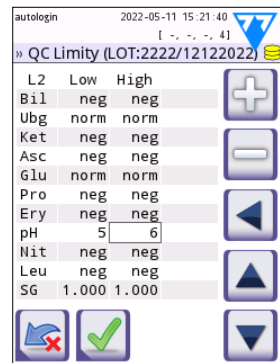 autologin 2022-05-11 15:21:40
[ -, -, -, 4]
» QC Limity (LOT:2222/12122022)
L2 Low High
Bil neg neg
Ubg norm norm
Ket neg neg
Asc neg neg
Glu norm norm
Pro neg neg
Ery neg neg
pH 5 6
Nit neg neg
Leu neg neg
SG 1.000 1.000